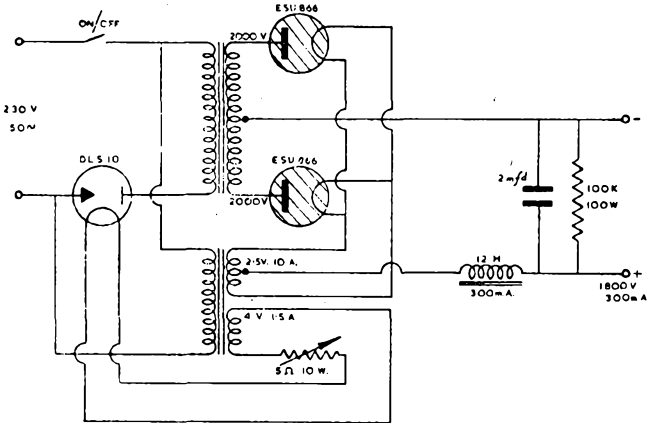 ON/OFF
ESU 866
2000 V
230 V
50~
DLS 10
ESU 866
2000V
2 mfd
100K
100W
2.5V. 10 A.
12 H
300mA.
1800V
300mA
4 V 1.5 A
5Ω 10 W.
-
+